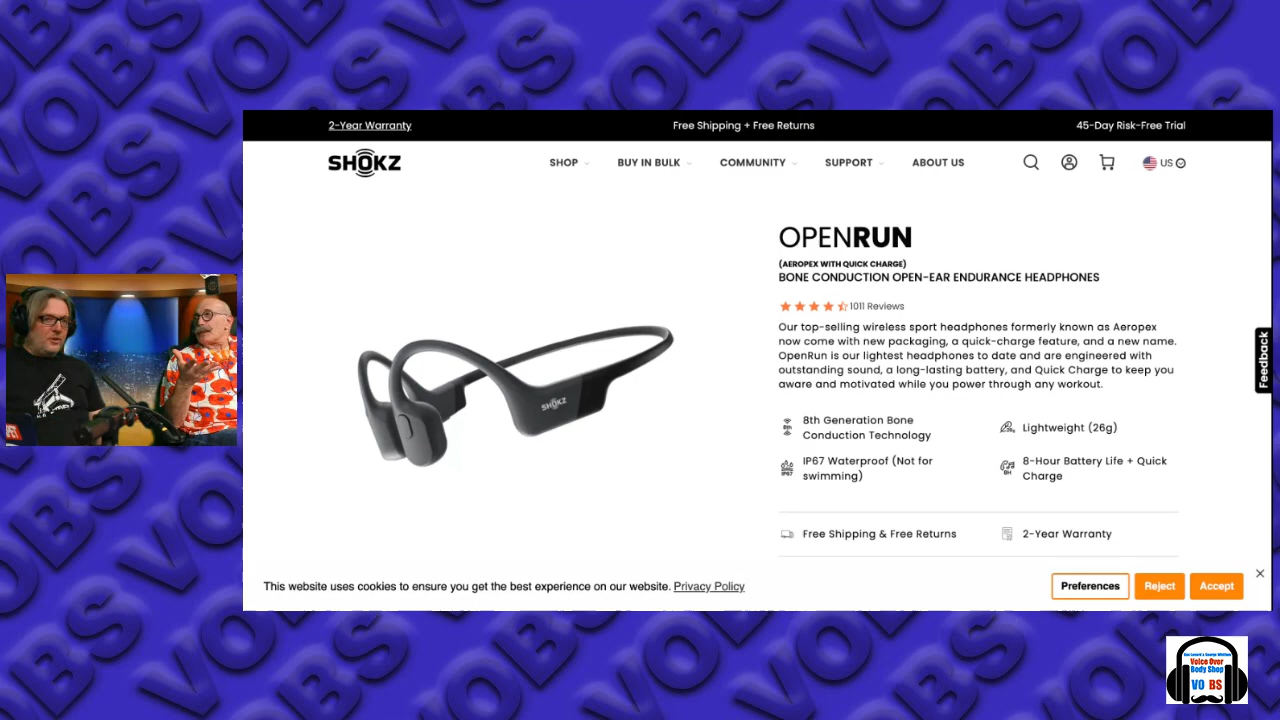 2-Year Warranty
Free Shipping + Free Returns
45-Day Risk-Free Trial
SHOKZ
SHOP
BUY IN BULK
COMMUNITY
SUPPORT
ABOUT US
US
OPENRUN
(AEROPEX WITH QUICK CHARGE)
BONE CONDUCTION OPEN-EAR ENDURANCE HEADPHONES
1011 Reviews
Our top-selling wireless sport headphones formerly known as Aeropex
now come with new packaging, a quick-charge feature, and a new name.
OpenRun is our lightest headphones to date and are engineered with
outstanding sound, a long-lasting battery, and Quick Charge to keep you
aware and motivated while you power through any workout.
SHOKZ
8th Generation Bone
Conduction Technology
Lightweight (26g)
IP67 Waterproof (Not for
swimming)
8-Hour Battery Life + Quick
Charge
Free Shipping & Free Returns
2-Year Warranty
Feedback
This website uses cookies to ensure you get the best experience on our website. Privacy Policy
Preferences
Reject
Accept
Voice Over
Body Shop
VO BS
VOBS